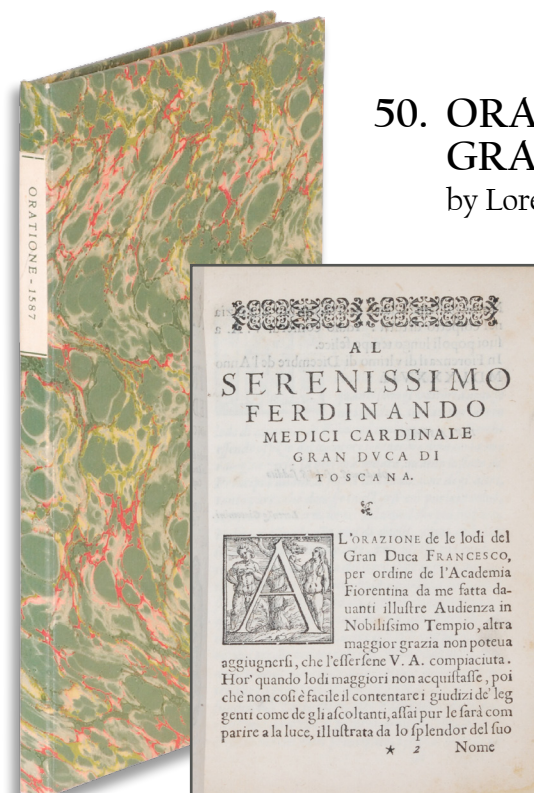 50. ORA
GRA
by Lore
ORATIONE - 1587
AL
SERENISSIMO
FERDINANDO
MEDICI CARDINALE
GRAN DVCA DI
TOSCANA.
A L'ORAZIONE de le lodi del
Gran Duca FRANCESCO,
per ordine de l'Academia
Fiorentina da me fatta da-
uanti illuſtre Audienza in
Nobiliſsimo Tempio, altra
maggior grazia non poteua
aggiugnerſi, che l'eſſerſene V. A. compiaciuta.
Hor' quando lodi maggiori non acquiſtaſſe, poi
chè non coſi è facile il contentare i giudizi de' leg
genti come de gli aſcoltanti, aſſai pur le ſarà com
parire a la luce, illuſtrata da lo ſplendor del ſuo
★ 2 Nome